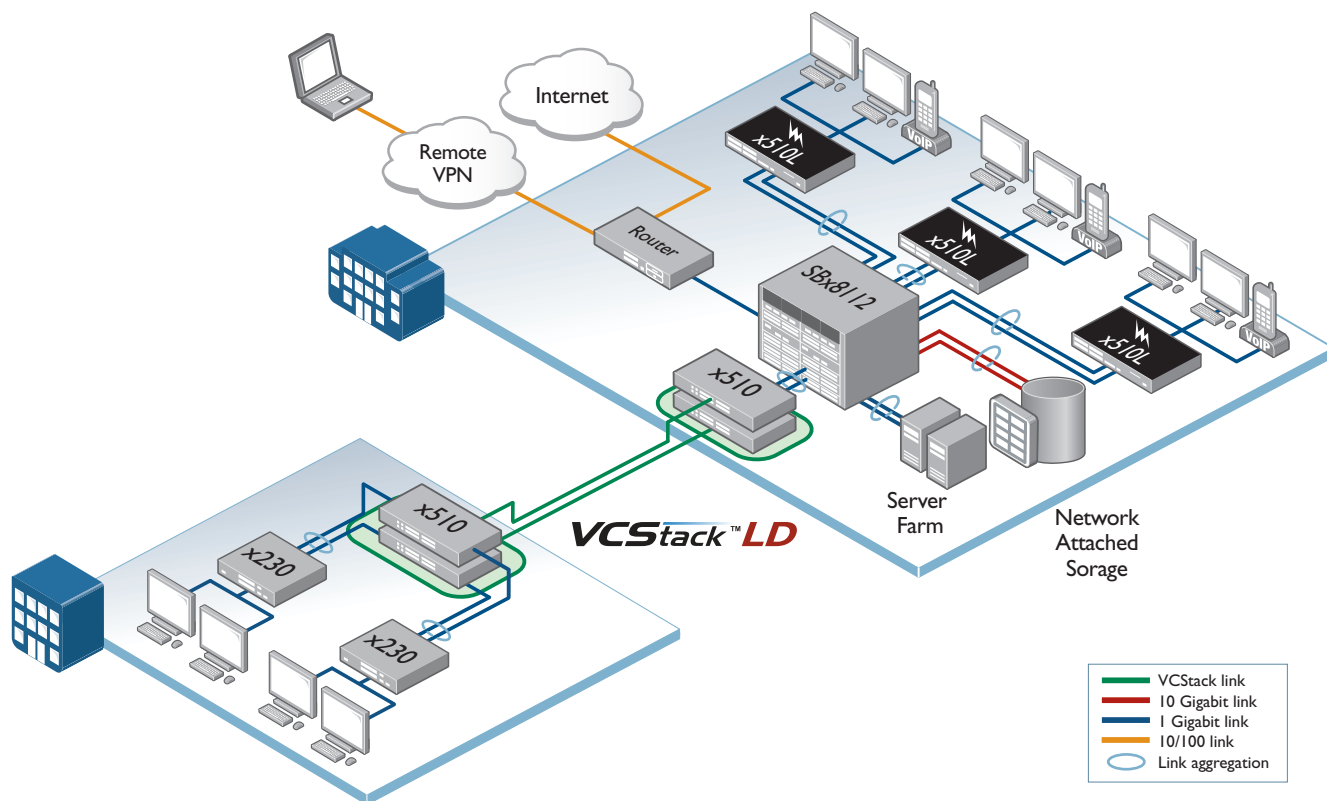 Internet
Remote
VPN
Router
x510L
VoIP
x510L
VoIP
x510L
VoIP
SBx8112
x510
Server
Farm
Network
Attached
Sorage
VCStack™LD
x510
x230
x230
VCStack link
10 Gigabit link
1 Gigabit link
10/100 link
Link aggregation